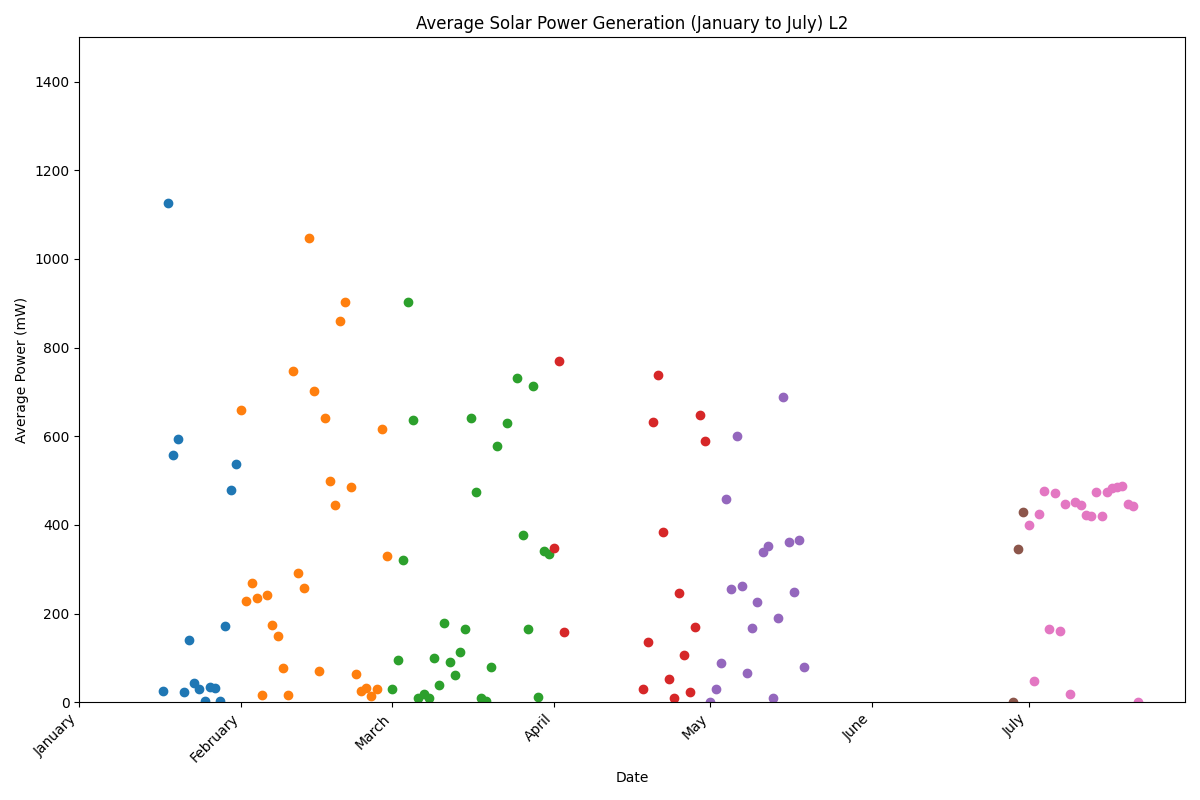 Average Solar Power Generation (January to July) L2
1400
1200
1000
800
600
400
200
0
Average Power (mW)
January
February
March
April
May
June
July
Date